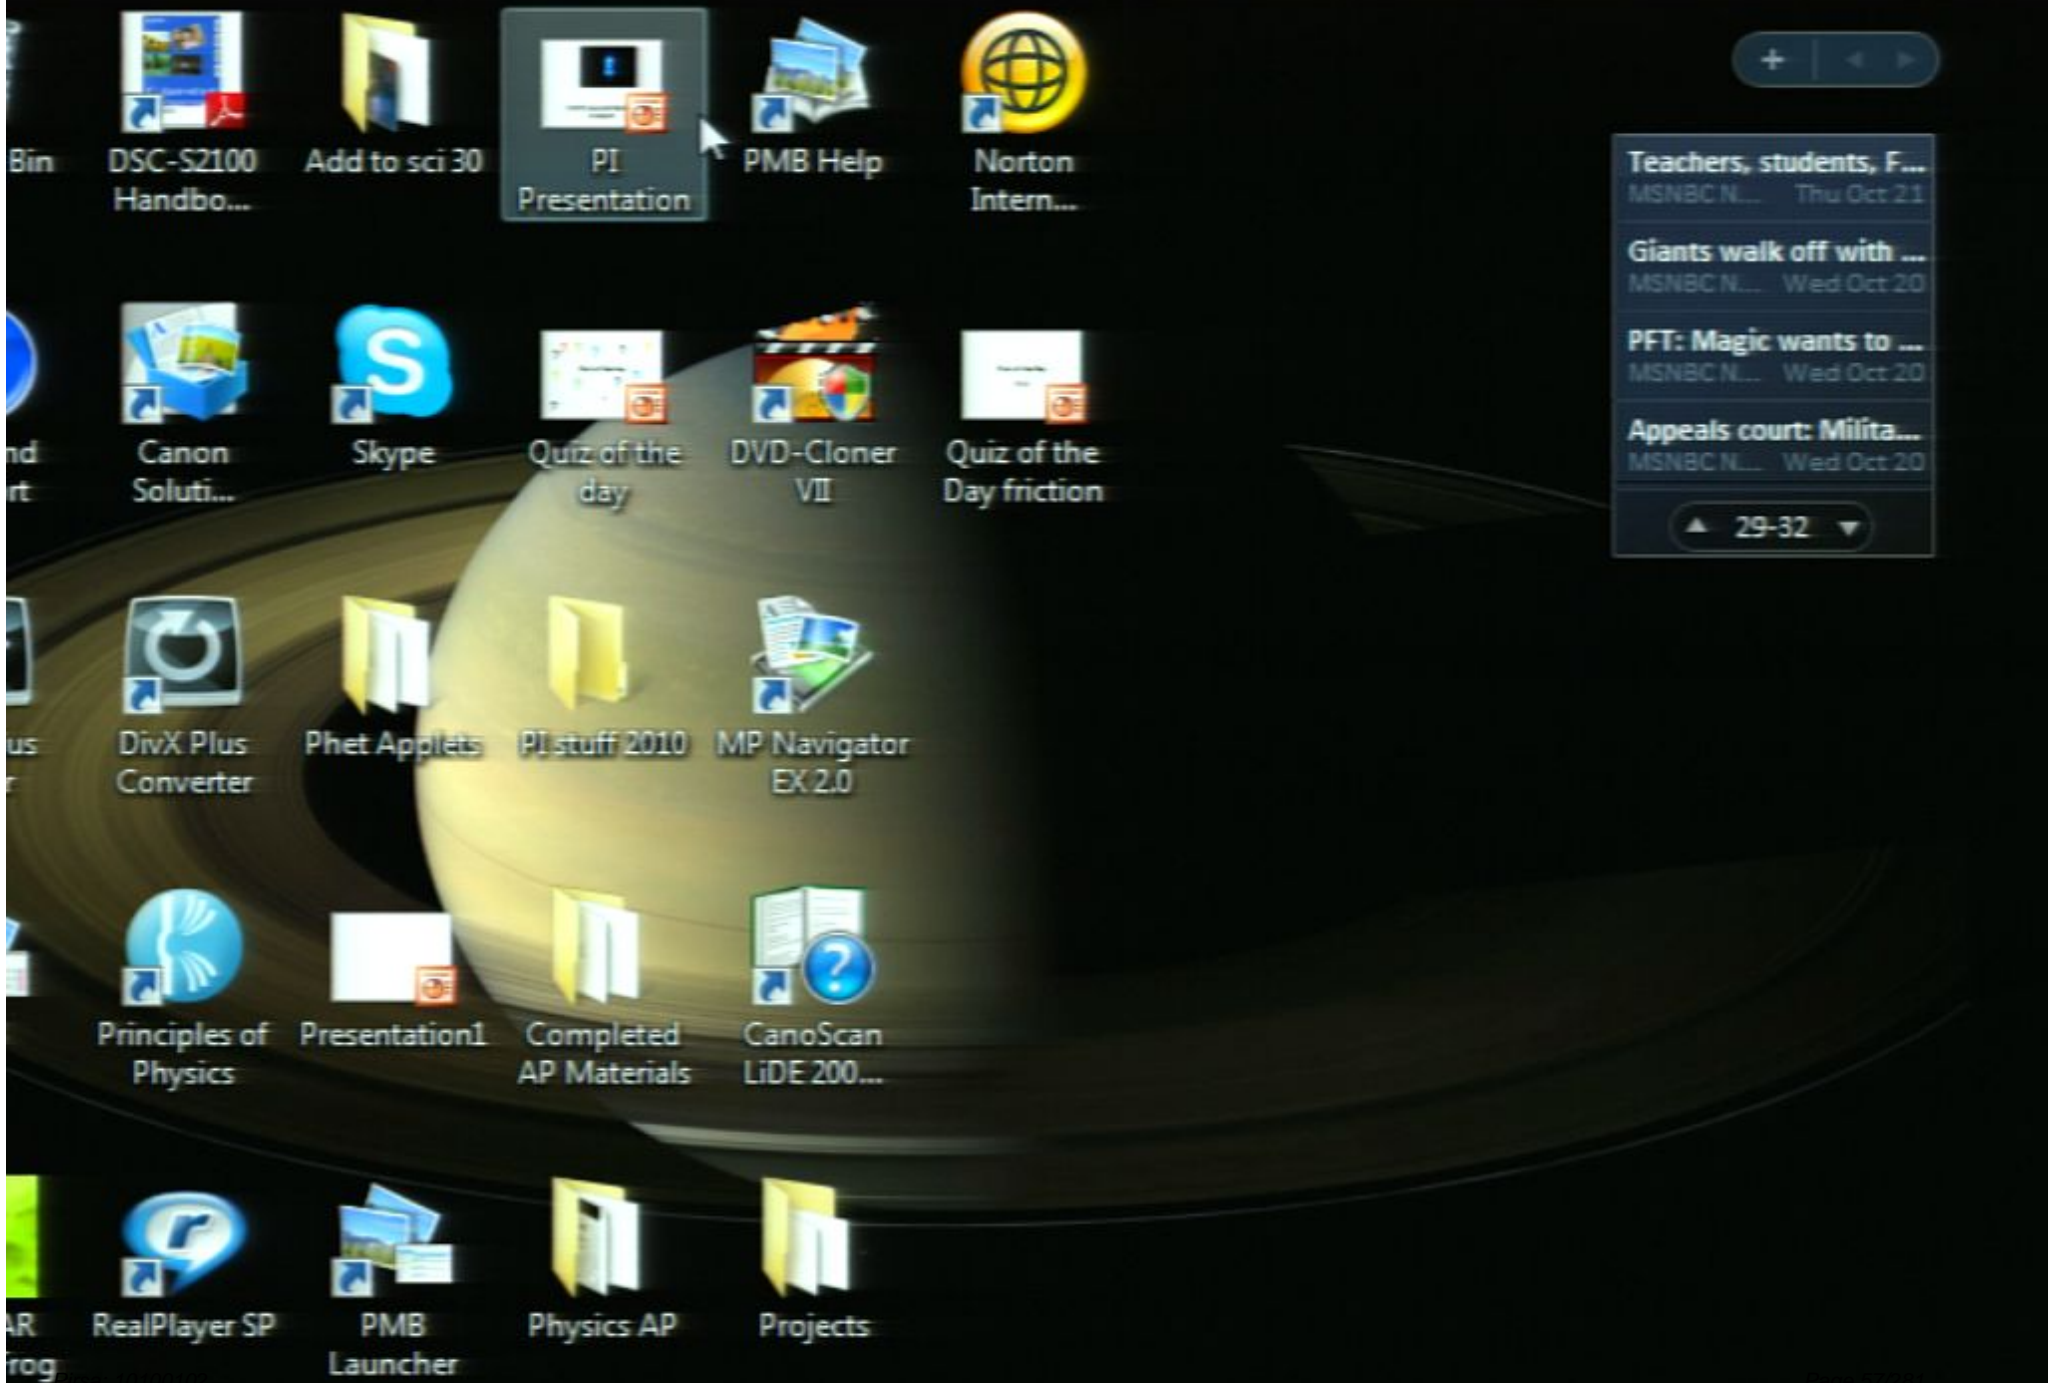 Bin
DSC-S2100
Handbo...
Add to sci 30
PI
Presentation
PMB Help
Norton
Intern...
Teachers, students, F...
MSNBC N... Thu Oct 21
Giants walk off with ...
MSNBC N... Wed Oct 20
PFT: Magic wants to ...
MSNBC N... Wed Oct 20
Appeals court: Milita...
MSNBC N... Wed Oct 20
29-32
nd
rt
Canon
Soluti...
Skype
Quiz of the
day
DVD-Cloner
VII
Quiz of the
Day friction
us
r
DivX Plus
Converter
Phet Applets
PI stuff 2010
MP Navigator
EX 2.0
Principles of
Physics
Presentation1
Completed
AP Materials
CanoScan
LiDE 200...
AR
rog
RealPlayer SP
PMB
Launcher
Physics AP
Projects